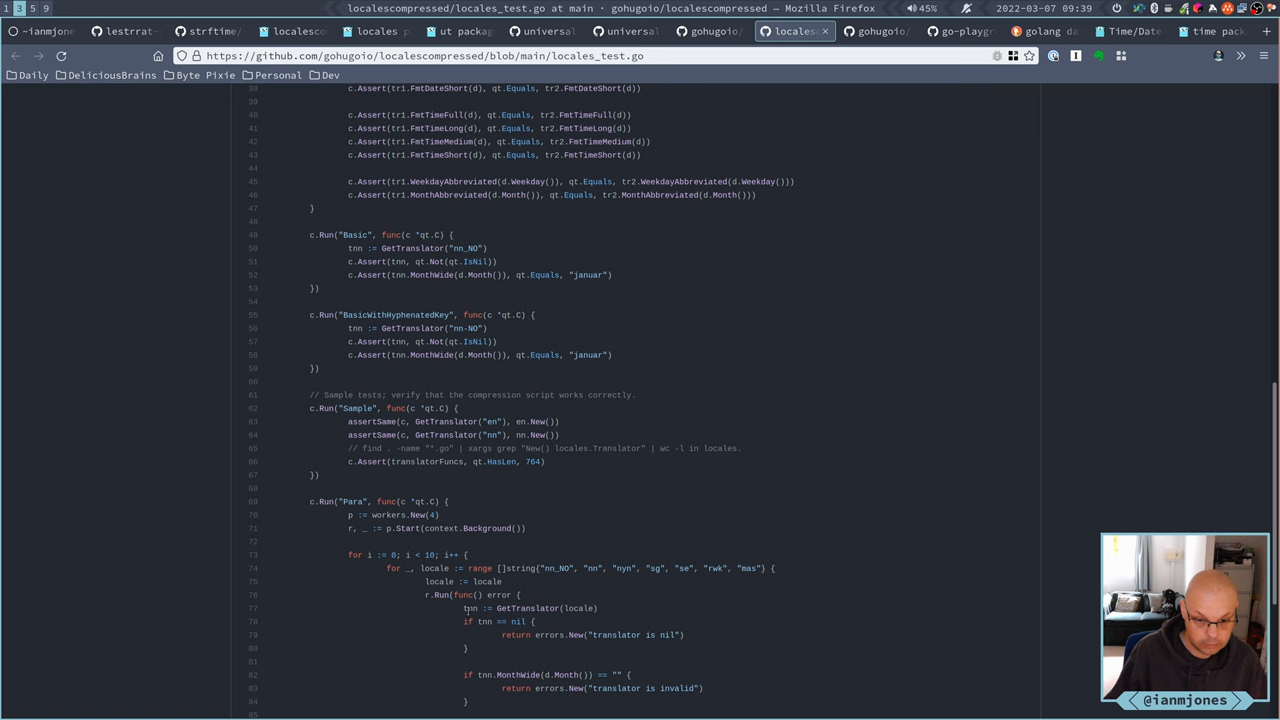 1 3 5 9
localescompressed/locales_test.go at main · gohugoio/localescompressed — Mozilla Firefox
45%
2022-03-07 09:39
~ianmjones
lestrrat-
strftime/
localesco
locales p
ut packag
universal
universal
gohugoio/
locales
gohugoio/
go-playgr
golang da
Time/Date
time pack
https://github.com/gohugoio/localescompressed/blob/main/locales_test.go
Daily
DeliciousBrains
Byte Pixie
Personal
Dev
38 c.Assert(tr1.FmtDateShort(d), qt.Equals, tr2.FmtDateShort(d))
39
40 c.Assert(tr1.FmtTimeFull(d), qt.Equals, tr2.FmtTimeFull(d))
41 c.Assert(tr1.FmtTimeLong(d), qt.Equals, tr2.FmtTimeLong(d))
42 c.Assert(tr1.FmtTimeMedium(d), qt.Equals, tr2.FmtTimeMedium(d))
43 c.Assert(tr1.FmtTimeShort(d), qt.Equals, tr2.FmtTimeShort(d))
44
45 c.Assert(tr1.WeekdayAbbreviated(d.Weekday()), qt.Equals, tr2.WeekdayAbbreviated(d.Weekday()))
46 c.Assert(tr1.MonthAbbreviated(d.Month()), qt.Equals, tr2.MonthAbbreviated(d.Month()))
47 }
48
49 c.Run("Basic", func(c *qt.C) {
50 tnn := GetTranslator("nn_NO")
51 c.Assert(tnn, qt.Not(qt.IsNil))
52 c.Assert(tnn.MonthWide(d.Month()), qt.Equals, "januar")
53 })
54
55 c.Run("BasicWithHyphenatedKey", func(c *qt.C) {
56 tnn := GetTranslator("nn-NO")
57 c.Assert(tnn, qt.Not(qt.IsNil))
58 c.Assert(tnn.MonthWide(d.Month()), qt.Equals, "januar")
59 })
60
61 // Sample tests; verify that the compression script works correctly.
62 c.Run("Sample", func(c *qt.C) {
63 assertSame(c, GetTranslator("en"), en.New())
64 assertSame(c, GetTranslator("nn"), nn.New())
65 // find . -name "*.go" | xargs grep "New() locales.Translator" | wc -l in locales.
66 c.Assert(translatorFuncs, qt.HasLen, 764)
67 })
68
69 c.Run("Para", func(c *qt.C) {
70 p := workers.New(4)
71 r, _ := p.Start(context.Background())
72
73 for i := 0; i < 10; i++ {
74 for _, locale := range []string{"nn_NO", "nn", "nyn", "sg", "se", "rwk", "mas"} {
75 locale := locale
76 r.Run(func() error {
77 tnn := GetTranslator(locale)
78 if tnn == nil {
79 return errors.New("translator is nil")
80 }
81
82 if tnn.MonthWide(d.Month()) == "" {
83 return errors.New("translator is invalid")
84 }
85
@ianmjones